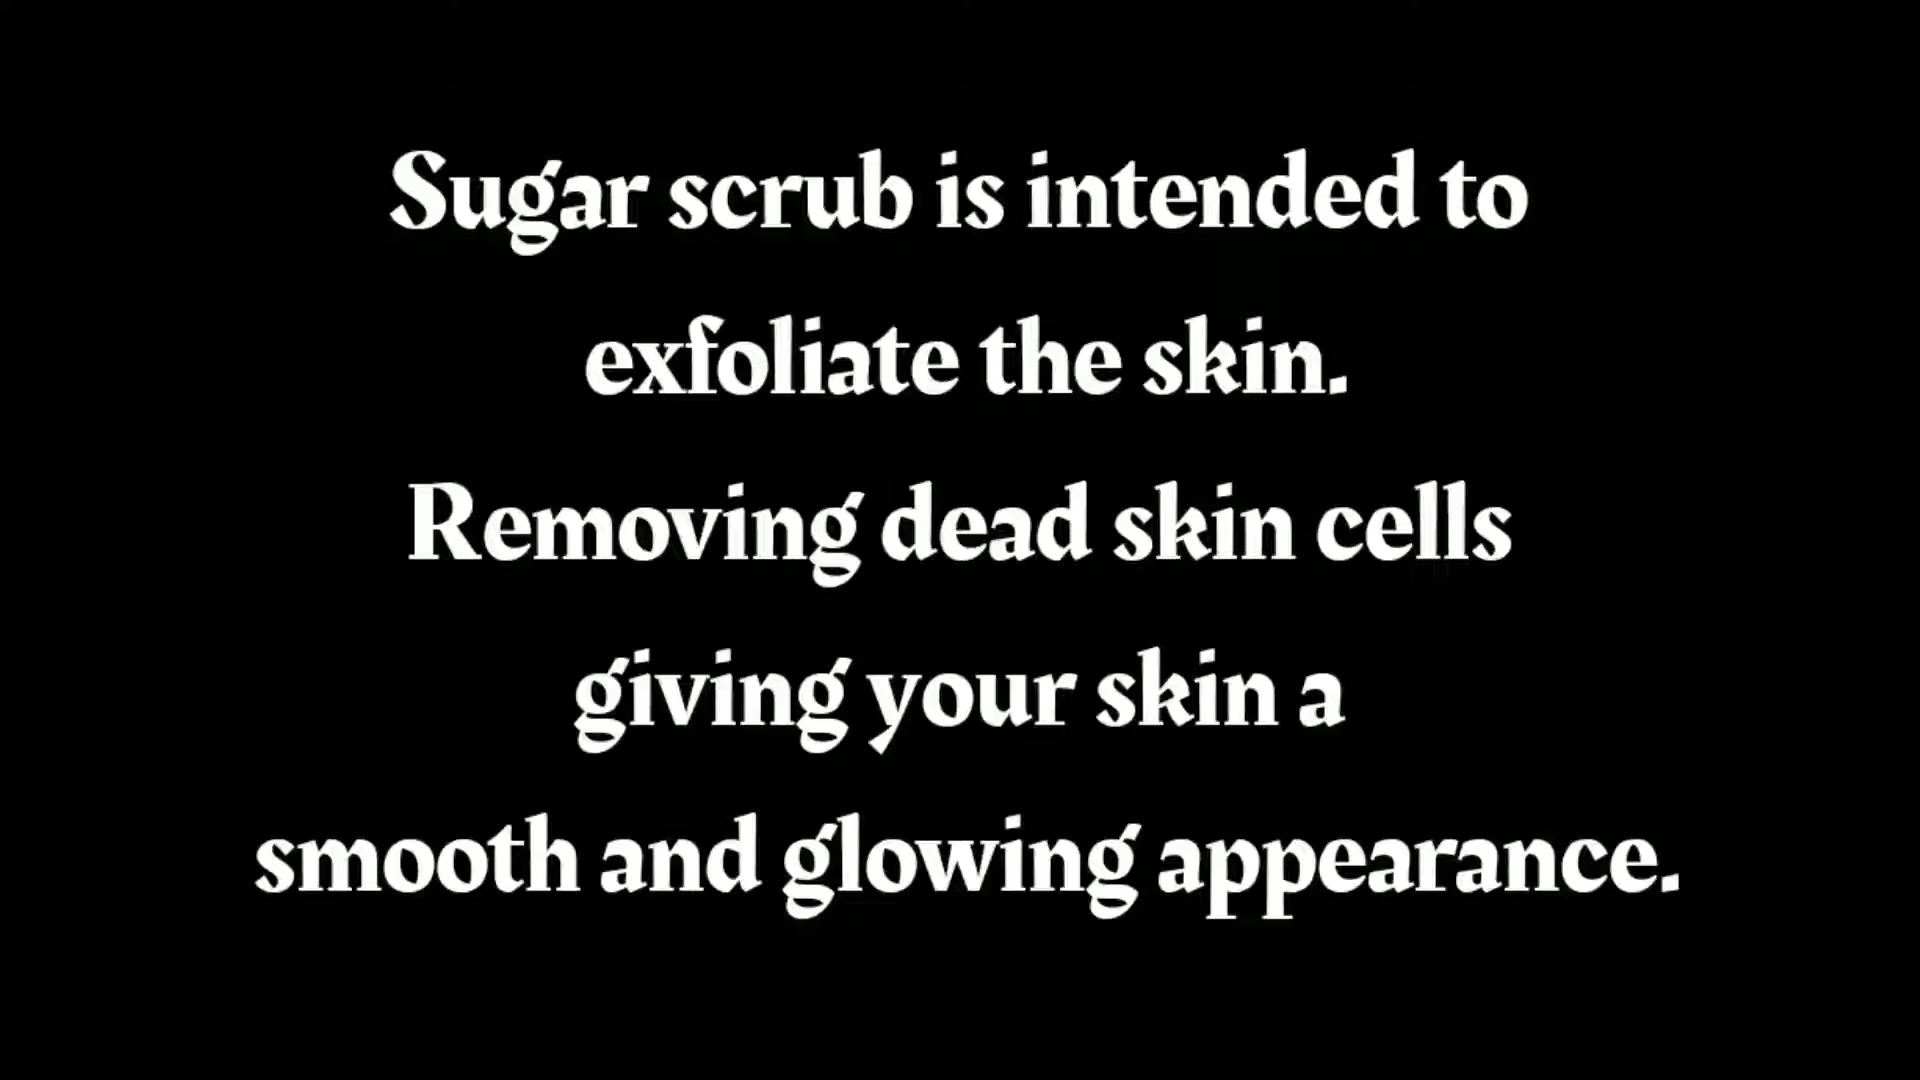 Sugar scrub is intended to
exfoliate the skin.
Removing dead skin cells
giving your skin a
smooth and glowing appearance.